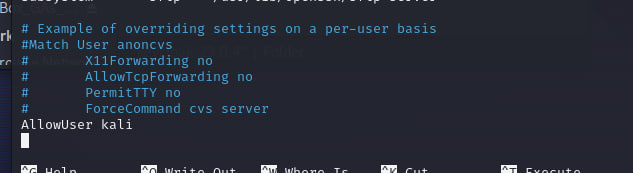 # Example of overriding settings on a per-user basis
#Match User anoncvs
#       X11Forwarding no
#       AllowTcpForwarding no
#       PermitTTY no
#       ForceCommand cvs server
AllowUser kali
^G Help ^O Write Out ^W Where Is ^K Cut ^T Execute